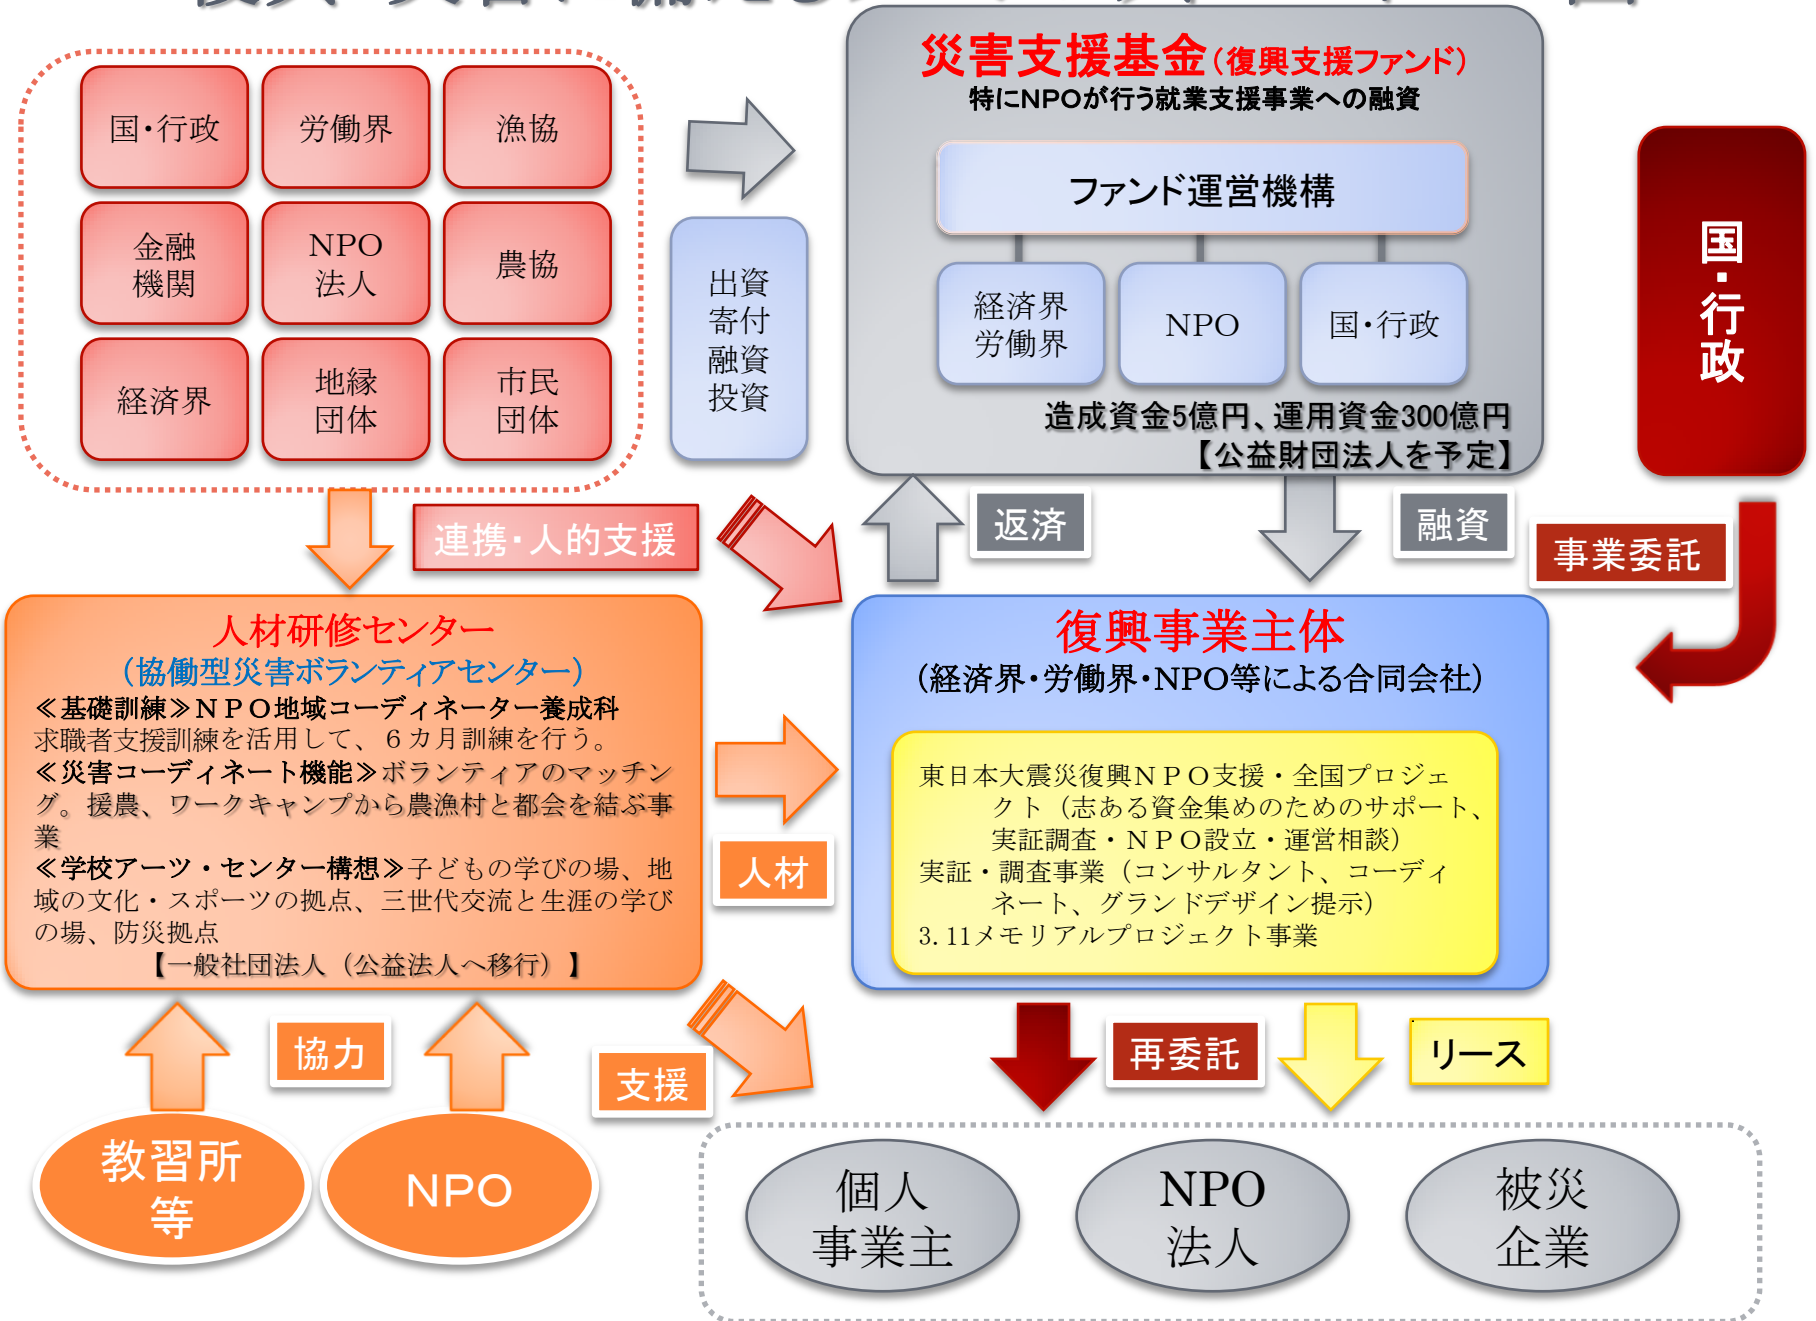 国・行政
労働界
漁協
金融
機関
NPO
法人
農協
経済界
地縁
団体
市民
団体
出資
寄付
融資
投資
災害支援基金（復興支援ファンド）
特にNPOが行う就業支援事業への融資
ファンド運営機構
経済界
労働界
NPO
国・行政
造成資金5億円、運用資金300億円
【公益財団法人を予定】
国・行政
連携・人的支援
返済
融資
事業委託
人材研修センター
（協働型災害ボランティアセンター）
≪基礎訓練≫ＮＰＯ地域コーディネーター養成科
求職者支援訓練を活用して、６カ月訓練を行う。
≪災害コーディネート機能≫ボランティアのマッチン
グ。援農、ワークキャンプから農漁村と都会を結ぶ事
業
≪学校アーツ・センター構想≫子どもの学びの場、地
域の文化・スポーツの拠点、三世代交流と生涯の学び
の場、防災拠点
【一般社団法人（公益法人へ移行）】
人材
復興事業主体
（経済界・労働界・NPO等による合同会社）
東日本大震災復興ＮＰＯ支援・全国プロジェ
クト（志ある資金集めのためのサポート、
実証調査・ＮＰＯ設立・運営相談）
実証・調査事業（コンサルタント、コーディ
ネート、グランドデザイン提示）
3.11メモリアルプロジェクト事業
協力
支援
再委託
リース
教習所
等
NPO
個人
事業主
NPO
法人
被災
企業